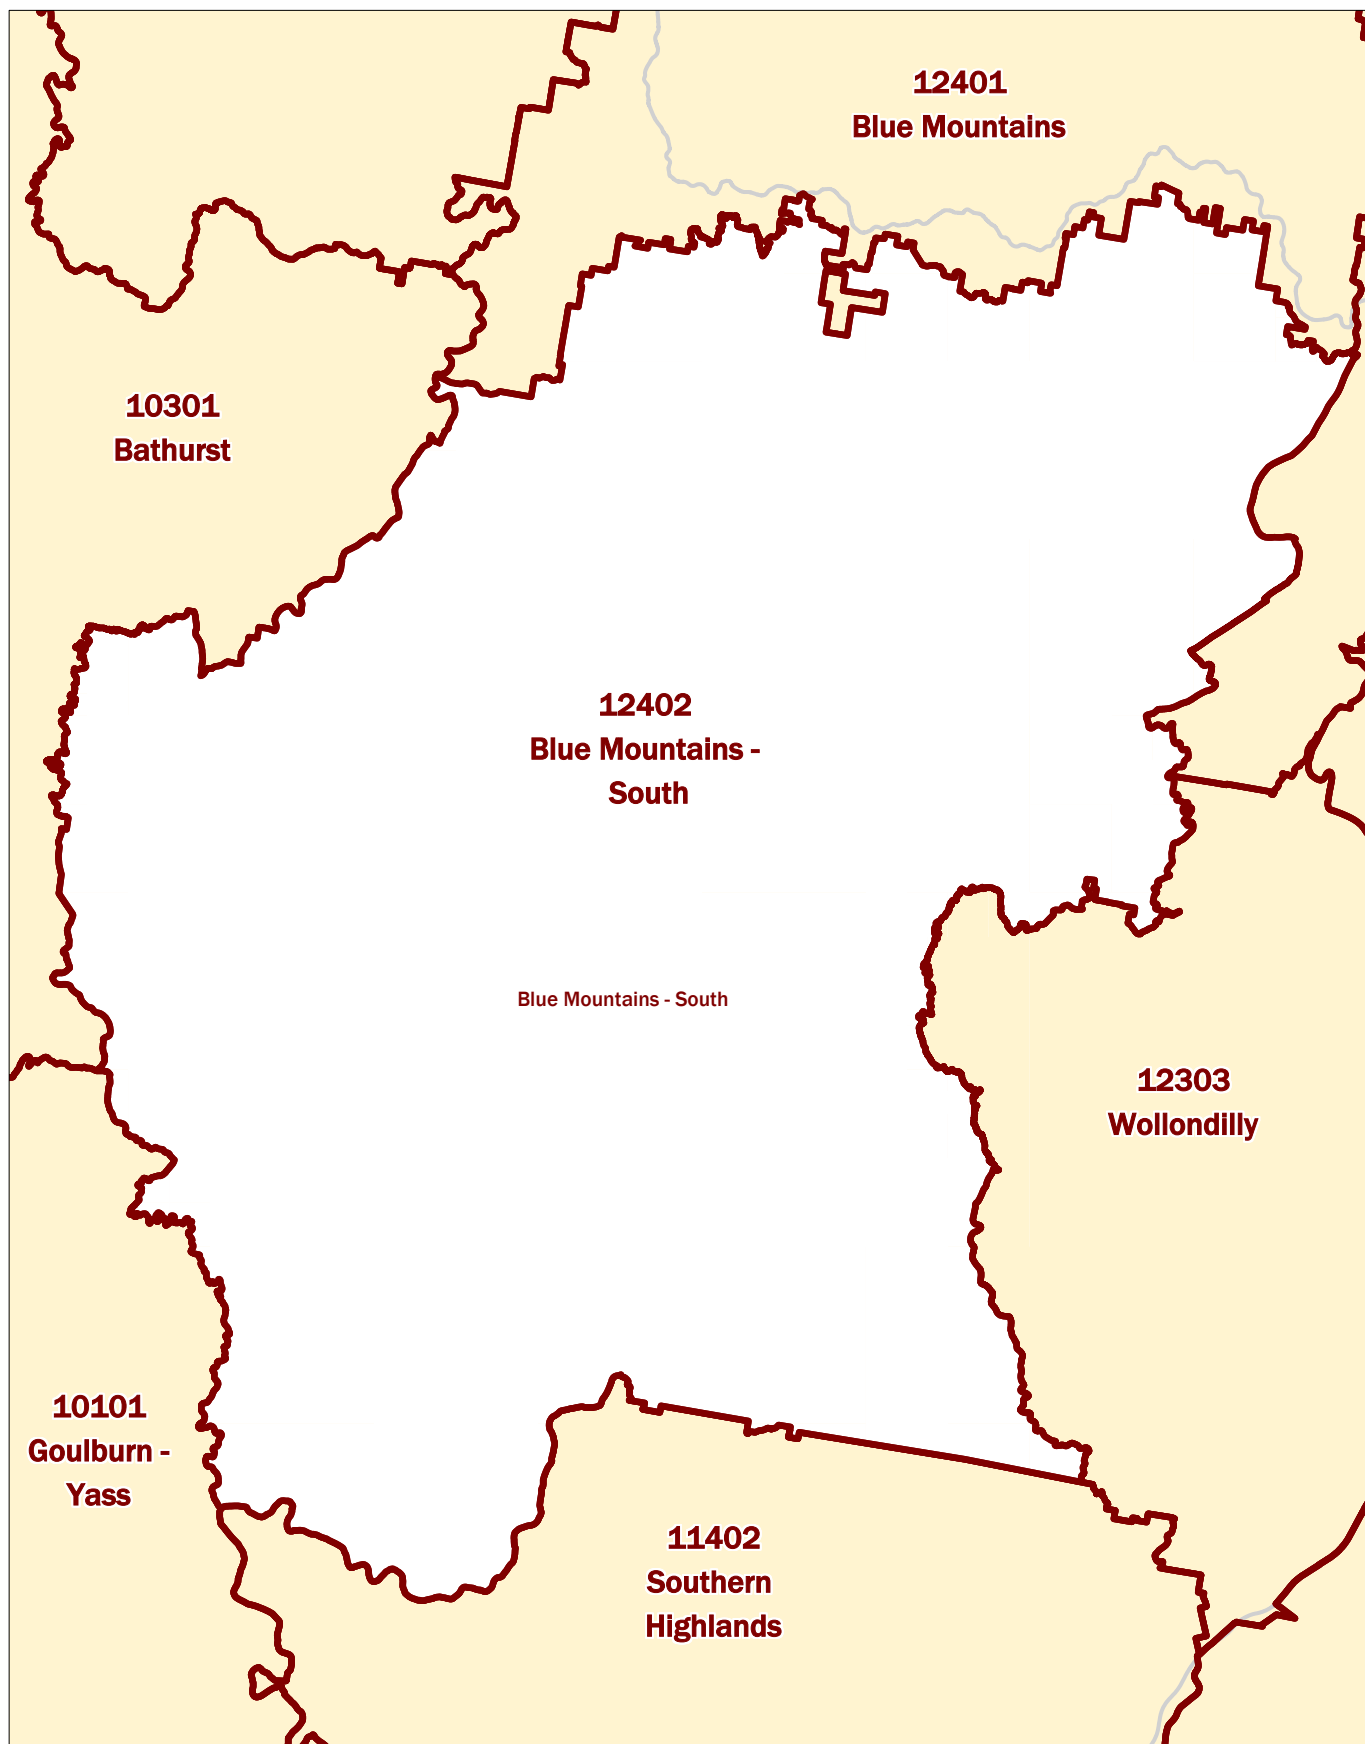 12401
Blue Mountains
10301
Bathurst
12402
Blue Mountains -
South
Blue Mountains - South
12303
Wollondilly
10101
Goulburn -
Yass
11402
Southern
Highlands